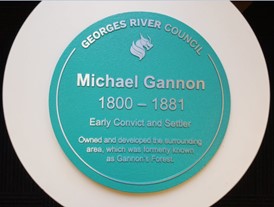 GEORGES RIVER COUNCIL
Michael Gannon
1800 – 1881
Early Convict and Settler
Owned and developed the surrounding
area, which was formerly known
as Gannon's Forest.